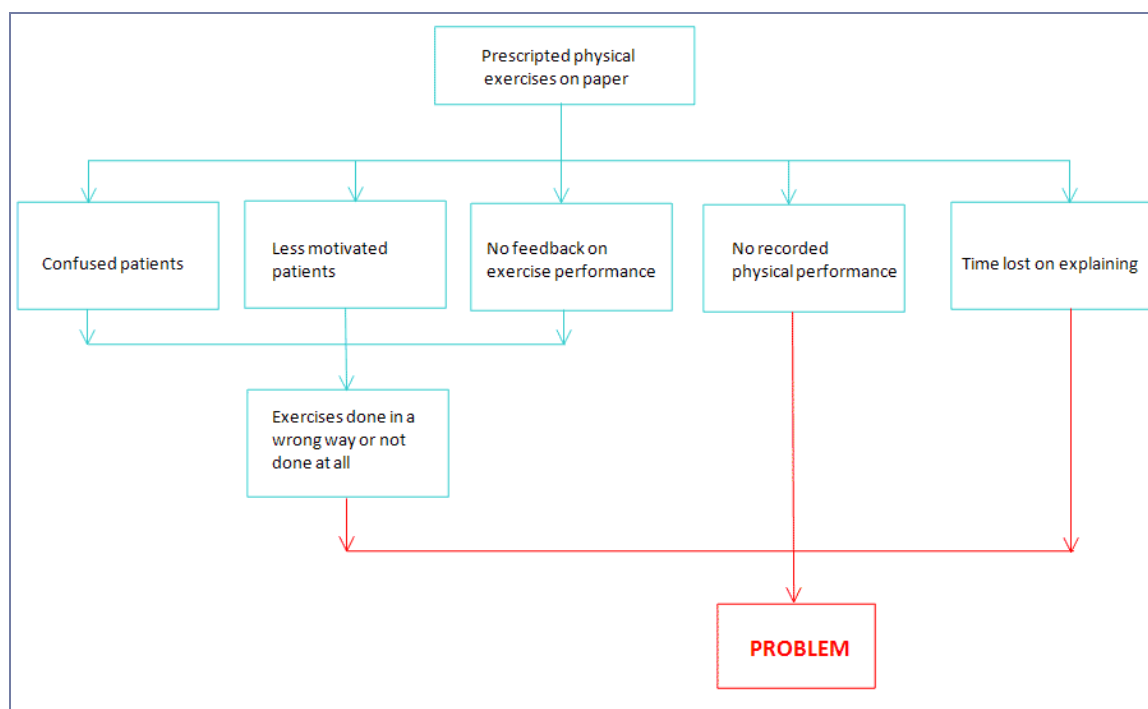 Prescripted physical
exercises on paper
Confused patients
Less motivated
patients
No feedback on
exercise performance
No recorded
physical performance
Time lost on explaining
Exercises done in a
wrong way or not
done at all
PROBLEM